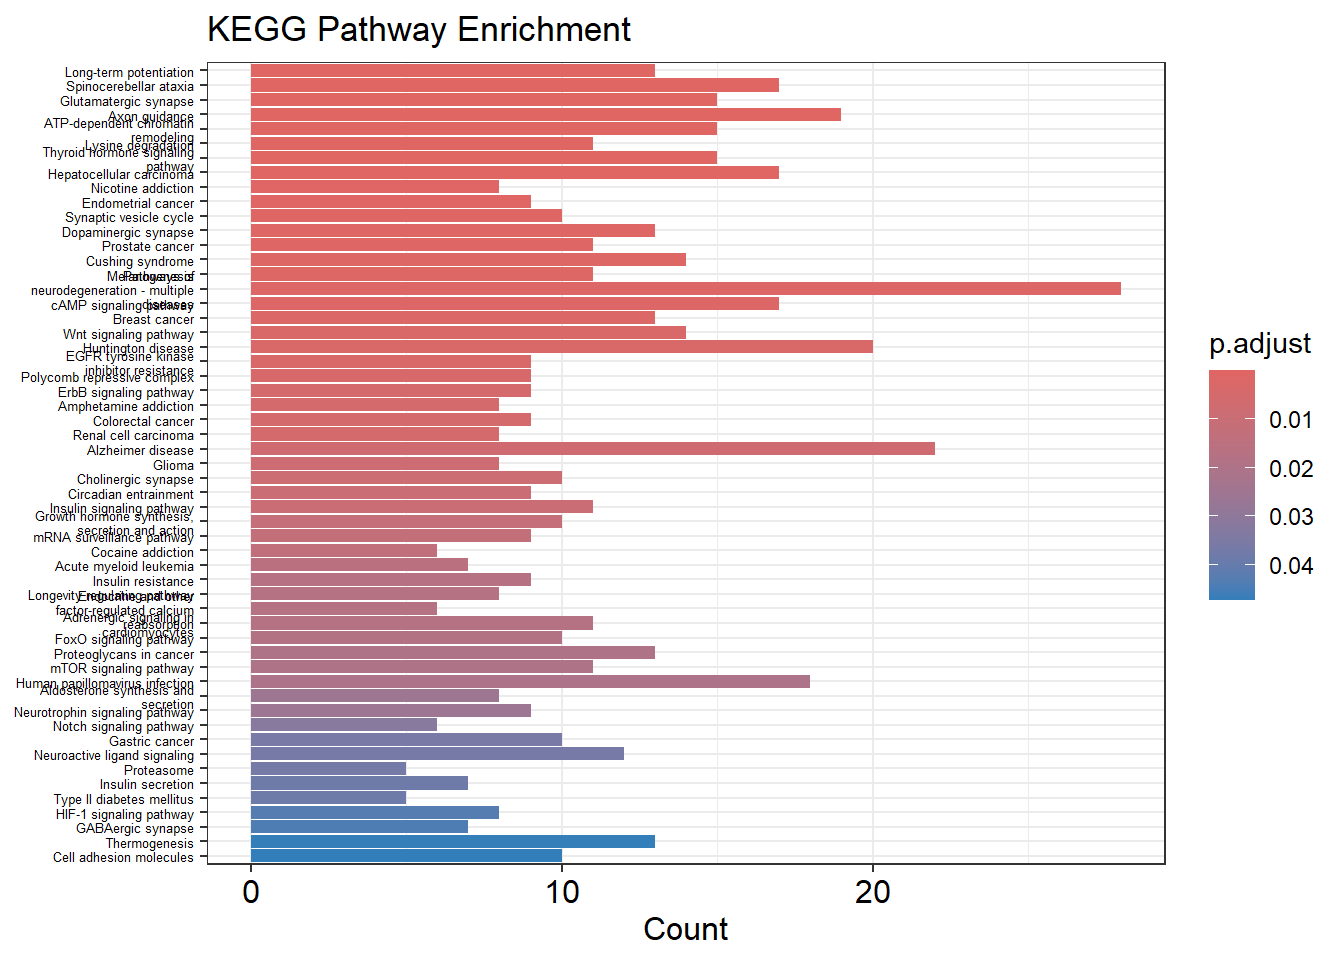 KEGG Pathway Enrichment
Long-term potentiation
Spinocerebellar ataxia
Glutamatergic synapse
Axon guidance
ATP-dependent chromatin
remodeling
Lysine degradation
Thyroid hormone signaling
pathway
Hepatocellular carcinoma
Nicotine addiction
Endometrial cancer
Synaptic vesicle cycle
Dopaminergic synapse
Prostate cancer
Cushing syndrome
Melanogenesis
Pathways of
neurodegeneration - multiple
diseases
cAMP signaling pathway
Breast cancer
Wnt signaling pathway
Huntington disease
EGFR tyrosine kinase
inhibitor resistance
Polycomb repressive complex
ErbB signaling pathway
Amphetamine addiction
Colorectal cancer
Renal cell carcinoma
Alzheimer disease
Glioma
Cholinergic synapse
Circadian entrainment
Insulin signaling pathway
Growth hormone synthesis,
secretion and action
mRNA surveillance pathway
Cocaine addiction
Acute myeloid leukemia
Insulin resistance
Longevity regulating pathway
Endocrine and other
factor-regulated calcium
reabsorption
Adrenergic signaling in
cardiomyocytes
FoxO signaling pathway
Proteoglycans in cancer
mTOR signaling pathway
Human papillomavirus infection
Aldosterone synthesis and
secretion
Neurotrophin signaling pathway
Notch signaling pathway
Gastric cancer
Neuroactive ligand signaling
Proteasome
Insulin secretion
Type II diabetes mellitus
HIF-1 signaling pathway
GABAergic synapse
Thermogenesis
Cell adhesion molecules
0 10 20
Count
p.adjust
0.01
0.02
0.03
0.04